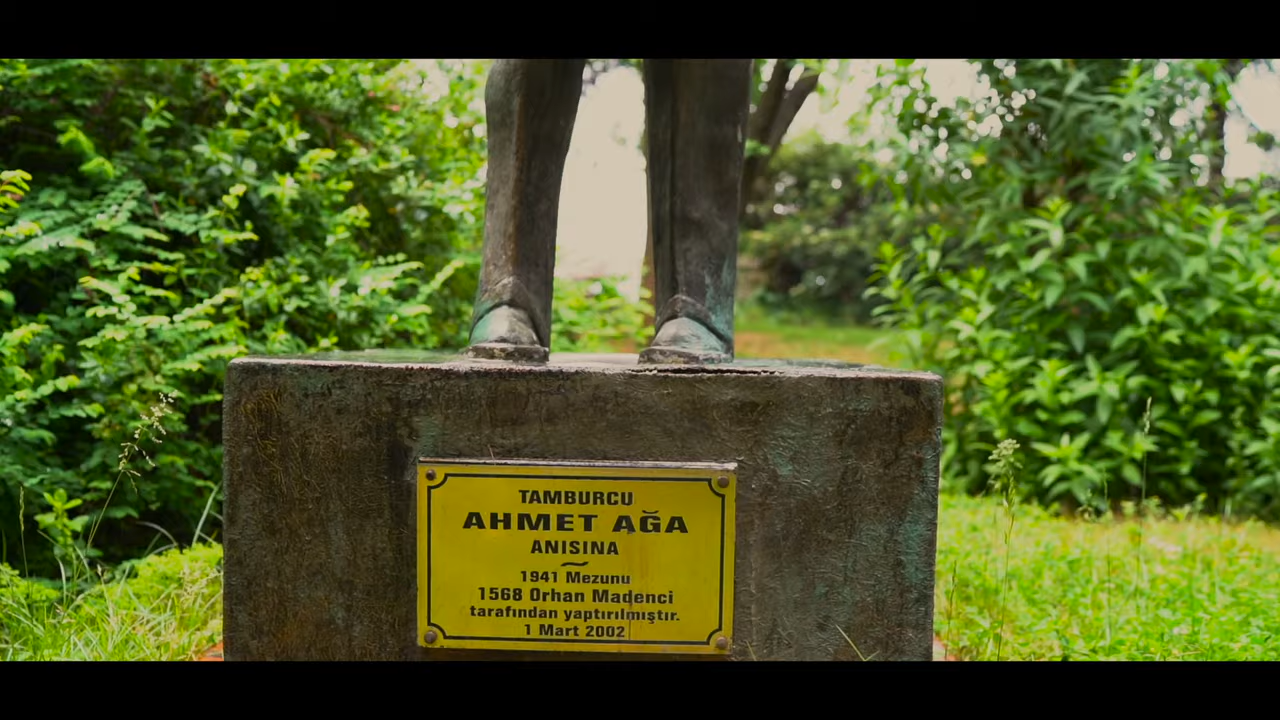 TAMBURCU
AHMET AĞA
ANISINA
1941 Mezunu
1568 Orhan Madenci
tarafından yaptırılmıştır.
1 Mart 2002